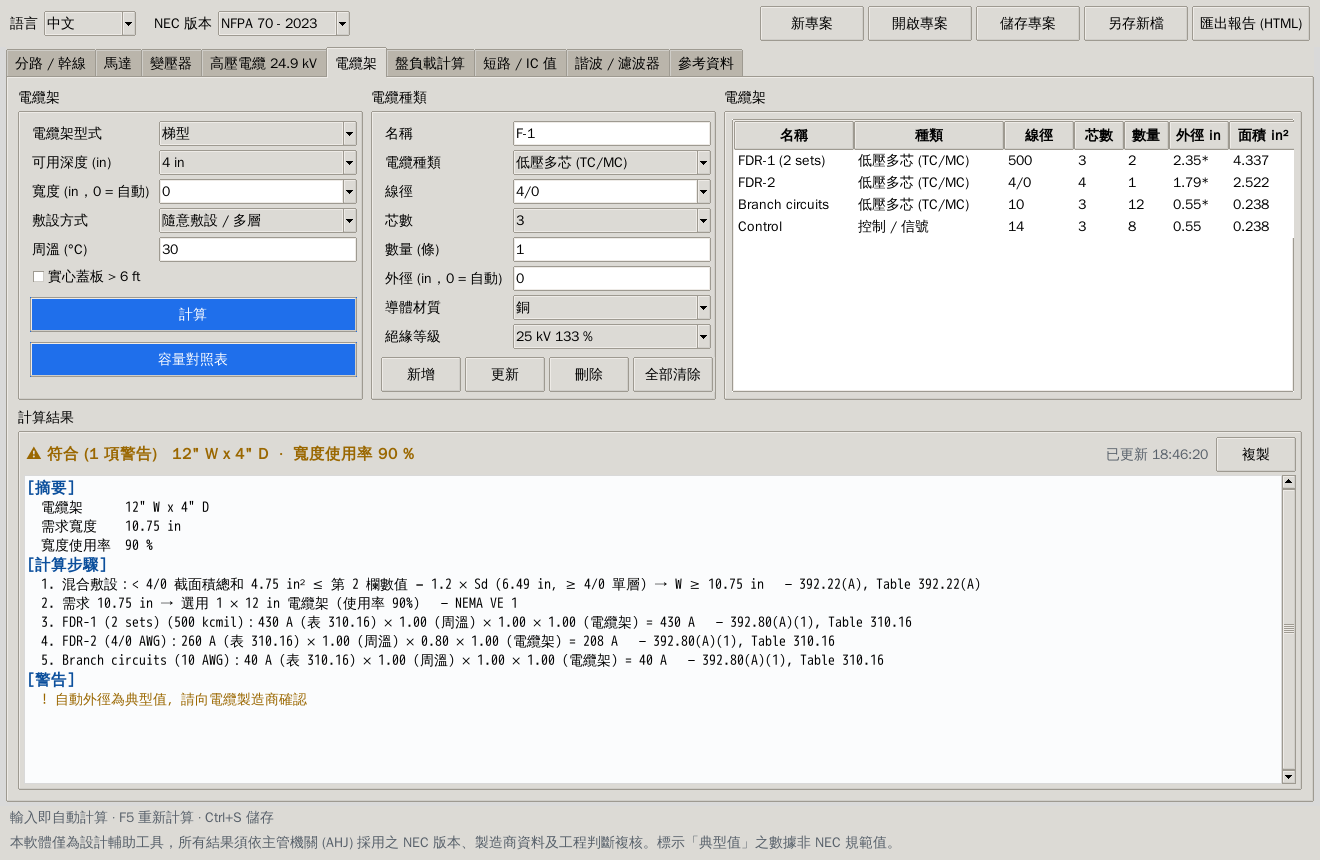 語言 中文 NEC 版本 NFPA 70 - 2023 新專案 開啟專案 儲存專案 另存新檔 匯出報告 (HTML)
分路 / 幹線 馬達 變壓器 高壓電纜 24.9 kV 電纜架 盤負載計算 短路 / IC 值 諧波 / 濾波器 參考資料
電纜架
電纜架型式 梯型
可用深度 (in) 4 in
寬度 (in，0 = 自動) 0
敷設方式 隨意敷設 / 多層
周溫 (°C) 30
實心蓋板 > 6 ft
計算
容量對照表
電纜種類
名稱 F-1
電纜種類 低壓多芯 (TC/MC)
線徑 4/0
芯數 3
數量 (條) 1
外徑 (in，0 = 自動) 0
導體材質 銅
絕緣等級 25 kV 133 %
新增 更新 刪除 全部清除
電纜架
名稱 種類 線徑 芯數 數量 外徑 in 面積 in²
FDR-1 (2 sets) 低壓多芯 (TC/MC) 500 3 2 2.35* 4.337
FDR-2 低壓多芯 (TC/MC) 4/0 4 1 1.79* 2.522
Branch circuits 低壓多芯 (TC/MC) 10 3 12 0.55* 0.238
Control 控制 / 信號 14 3 8 0.55 0.238
計算結果
⚠ 符合 (1 項警告) 12" W x 4" D · 寬度使用率 90 % 已更新 18:46:20 複製
[摘要]
電纜架 12" W x 4" D
需求寬度 10.75 in
寬度使用率 90 %
[計算步驟]
1. 混合敷設：< 4/0 截面積總和 4.75 in² ≤ 第 2 欄數值 − 1.2 × Sd (6.49 in, ≥ 4/0 單層) → W ≥ 10.75 in — 392.22(A), Table 392.22(A)
2. 需求 10.75 in → 選用 1 × 12 in 電纜架 (使用率 90%) — NEMA VE 1
3. FDR-1 (2 sets) (500 kcmil)：430 A (表 310.16) × 1.00 (周溫) × 1.00 × 1.00 (電纜架) = 430 A — 392.80(A)(1), Table 310.16
4. FDR-2 (4/0 AWG)：260 A (表 310.16) × 1.00 (周溫) × 0.80 × 1.00 (電纜架) = 208 A — 392.80(A)(1), Table 310.16
5. Branch circuits (10 AWG)：40 A (表 310.16) × 1.00 (周溫) × 1.00 × 1.00 (電纜架) = 40 A — 392.80(A)(1), Table 310.16
[警告]
! 自動外徑為典型值，請向電纜製造商確認
輸入即自動計算 · F5 重新計算 · Ctrl+S 儲存
本軟體僅為設計輔助工具，所有結果須依主管機關 (AHJ) 採用之 NEC 版本、製造商資料及工程判斷複核。標示「典型值」之數據非 NEC 規範值。